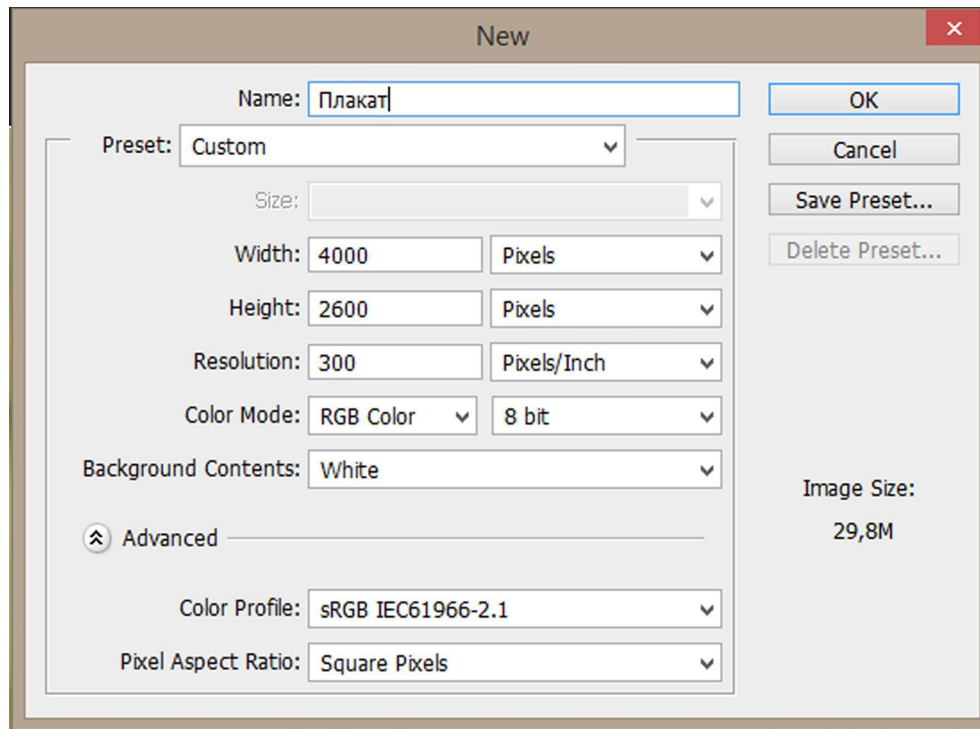 New
Name: Плакат
OK
Preset: Custom
Cancel
Size:
Save Preset...
Width: 4000 Pixels
Delete Preset...
Height: 2600 Pixels
Resolution: 300 Pixels/Inch
Color Mode: RGB Color 8 bit
Background Contents: White
Image Size:
29,8M
Advanced
Color Profile: sRGB IEC61966-2.1
Pixel Aspect Ratio: Square Pixels